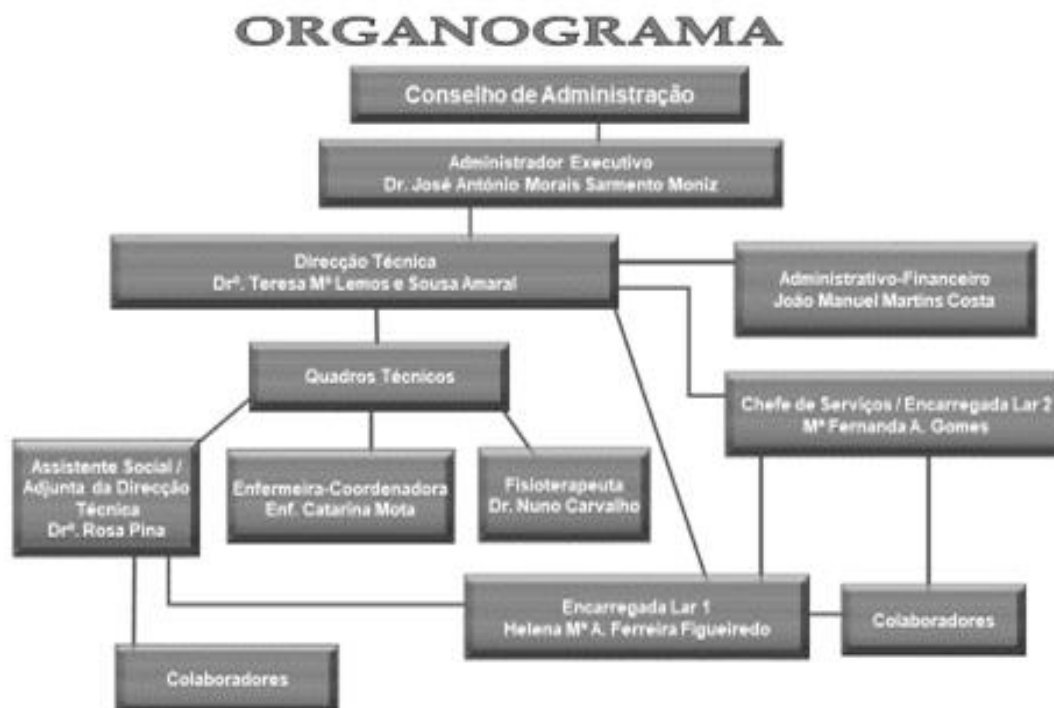 ORGANOGRAMA
Conselho de Administração
Administrador Executivo
Dr. José António Morais Sarmento Moniz
Direcção Técnica
Drª. Teresa Mª Lemos e Sousa Amaral
Administrativo-Financeiro
João Manuel Martins Costa
Quadros Técnicos
Chefe de Serviços / Encarregada Lar 2
Mª Fernanda A. Gomes
Assistente Social /
Adjunta da Direcção
Técnica
Drª. Rosa Pina
Enfermeira-Coordenadora
Enf. Catarina Mota
Fisioterapeuta
Dr. Nuno Carvalho
Encarregada Lar 1
Helena Mª A. Ferreira Figueiredo
Colaboradores
Colaboradores